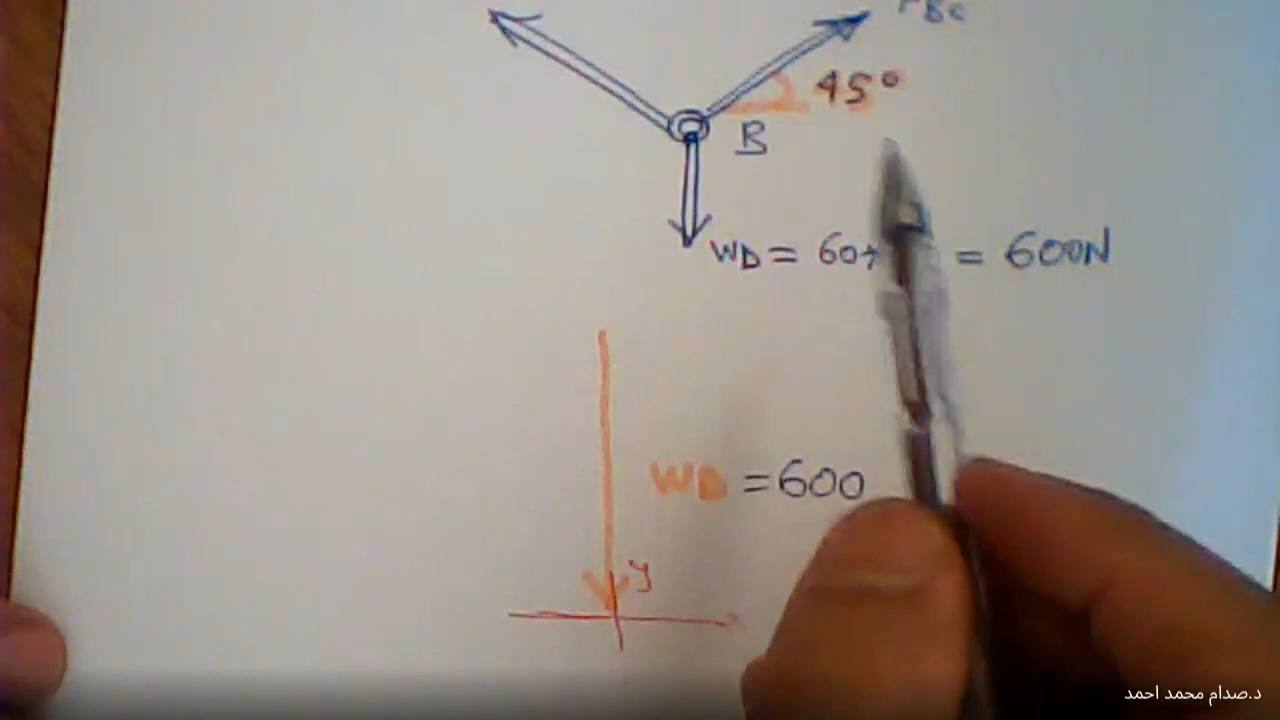 45°
B
WD = 60 = 600N
WD = 600
y
د.صدام محمد احمد